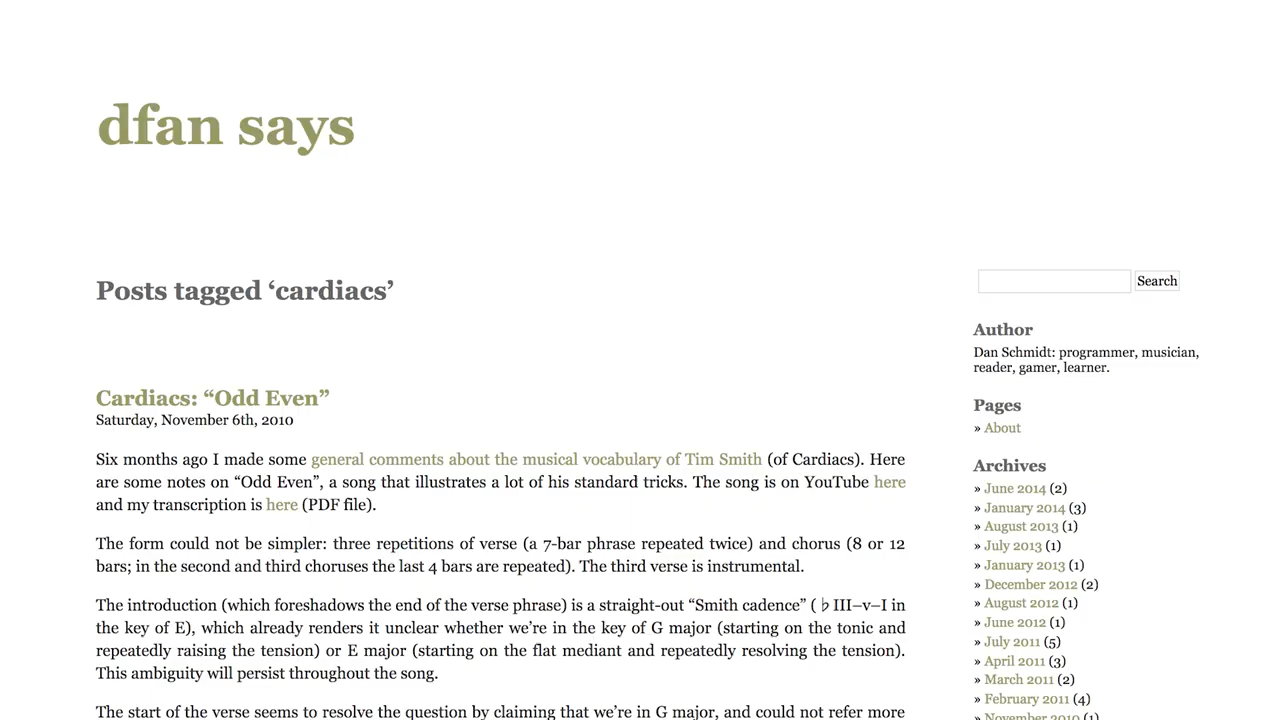 dfan says
Posts tagged ‘cardiacs’
Cardiacs: “Odd Even”
Saturday, November 6th, 2010
Six months ago I made some general comments about the musical vocabulary of Tim Smith (of Cardiacs). Here
are some notes on “Odd Even”, a song that illustrates a lot of his standard tricks. The song is on YouTube here
and my transcription is here (PDF file).
The form could not be simpler: three repetitions of verse (a 7-bar phrase repeated twice) and chorus (8 or 12
bars; in the second and third choruses the last 4 bars are repeated). The third verse is instrumental.
The introduction (which foreshadows the end of the verse phrase) is a straight-out “Smith cadence” (♭III–v–I in
the key of E), which already renders it unclear whether we’re in the key of G major (starting on the tonic and
repeatedly raising the tension) or E major (starting on the flat mediant and repeatedly resolving the tension).
This ambiguity will persist throughout the song.
The start of the verse seems to resolve the question by claiming that we’re in G major, and could not refer more
Search
Author
Dan Schmidt: programmer, musician,
reader, gamer, learner.
Pages
» About
Archives
» June 2014 (2)
» January 2014 (3)
» August 2013 (1)
» July 2013 (1)
» January 2013 (1)
» December 2012 (2)
» August 2012 (1)
» June 2012 (1)
» July 2011 (5)
» April 2011 (3)
» March 2011 (2)
» February 2011 (4)
» November 2010 (1)